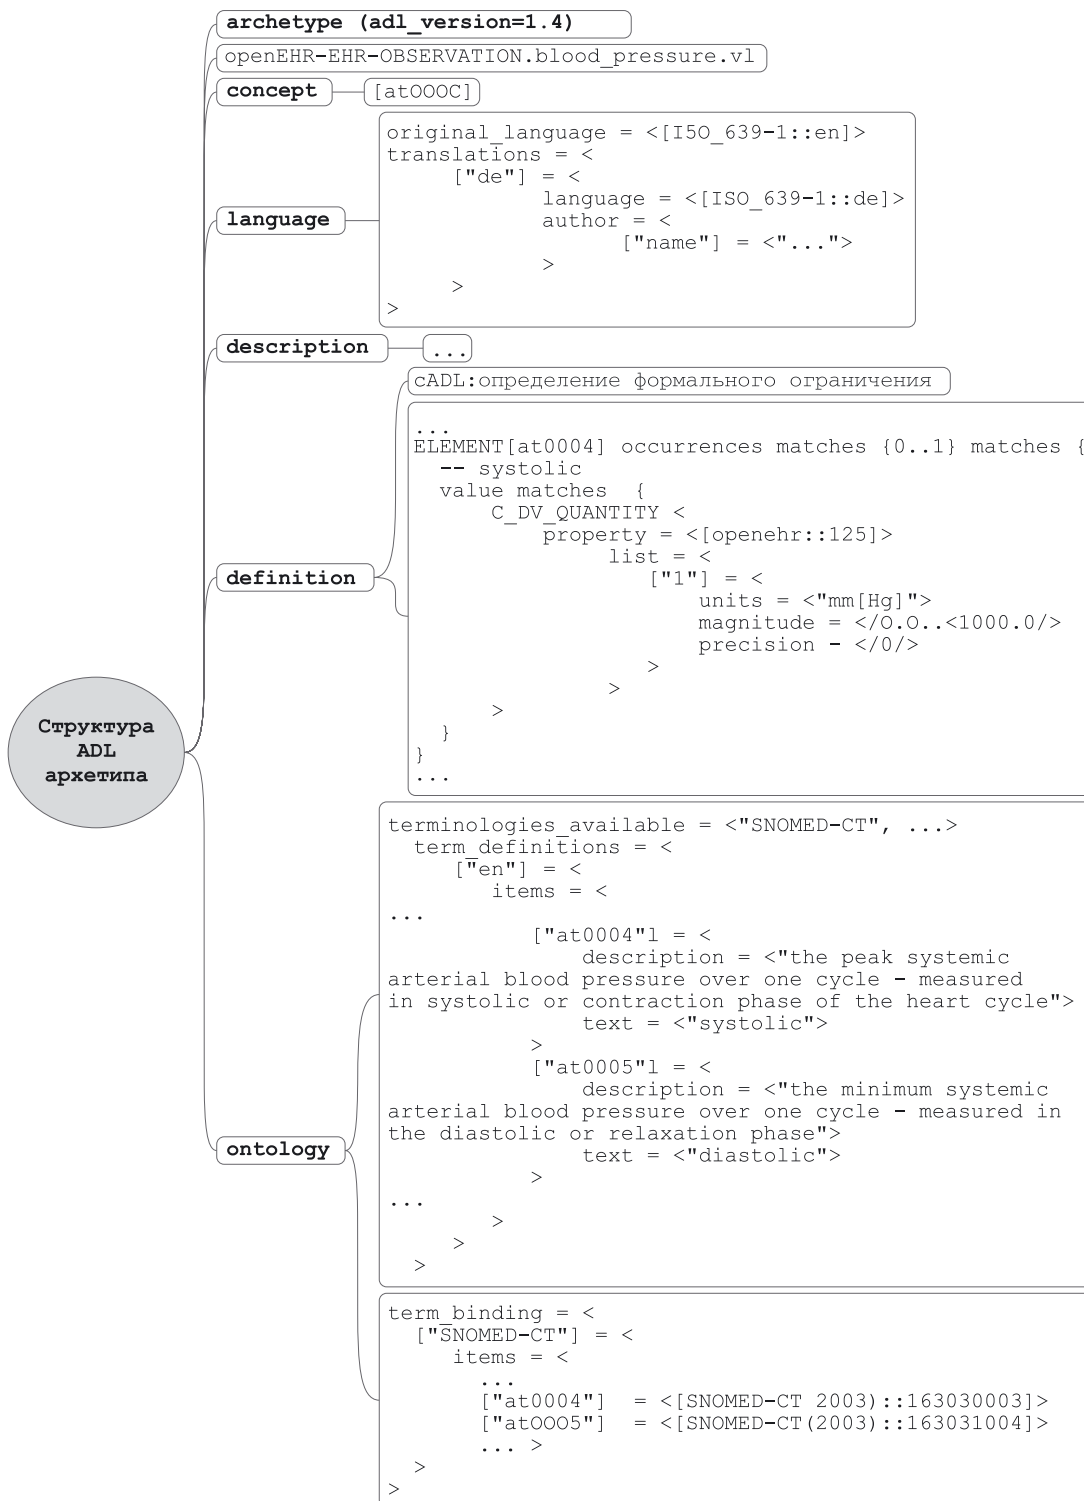 archetype (adl_version=1.4)
openEHR-EHR-OBSERVATION.blood_pressure.vl
concept
[atOOOC]
language
original_language = <[I5O_639-1::en]>
translations = <
["de"] = <
language = <[ISO_639-1::de]>
author = <
["name"] = <"...">
>
>
>
description
...
definition
cADL:определение формального ограничения
...
ELEMENT[at0004] occurrences matches {0..1} matches {
-- systolic
value matches {
C_DV_QUANTITY <
property = <[openehr::125]>
list = <
["1"] = <
units = <"mm[Hg]">
magnitude = </O.O..<1000.0/>
precision - </0/>
>
>
>
}
}
...
Структура
ADL
архетипа
ontology
terminologies_available = <"SNOMED-CT", ...>
term_definitions = <
["en"] = <
items = <
...
["at0004"l = <
description = <"the peak systemic
arterial blood pressure over one cycle - measured
in systolic or contraction phase of the heart cycle">
text = <"systolic">
>
["at0005"l = <
description = <"the minimum systemic
arterial blood pressure over one cycle - measured in
the diastolic or relaxation phase">
text = <"diastolic">
>
...
>
>
>
term_binding = <
["SNOMED-CT"] = <
items = <
...
["at0004"] = <[SNOMED-CT 2003)::163030003]>
["atOOO5"] = <[SNOMED-CT(2003)::163031004]>
... >
>
>